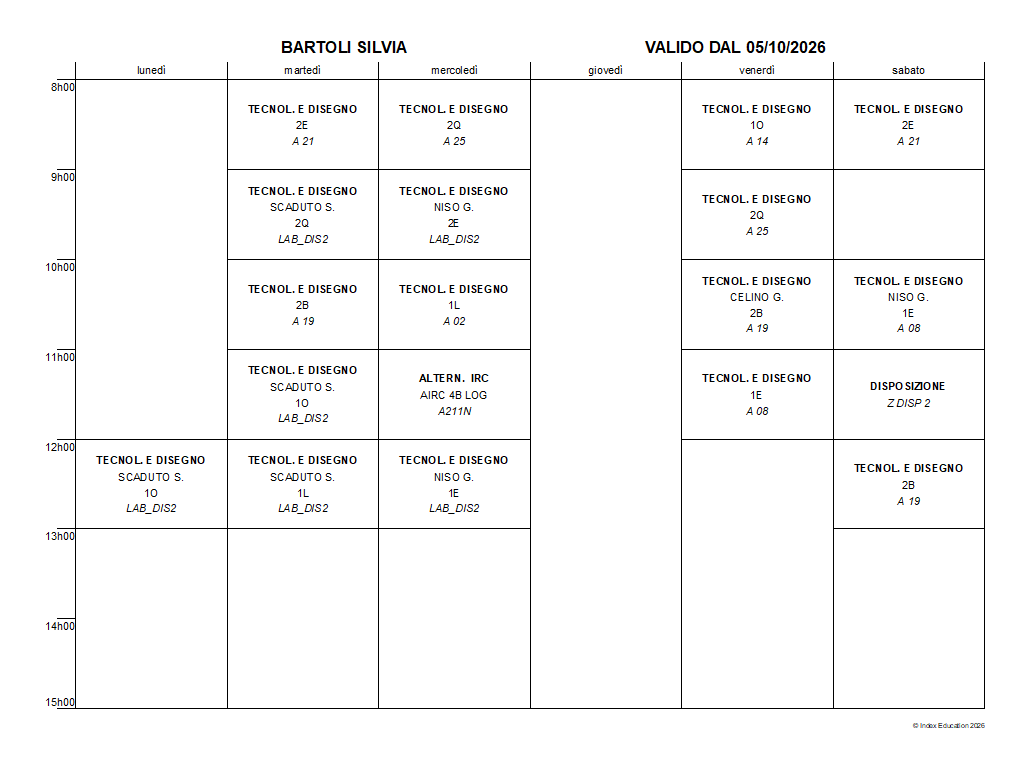 BARTOLI SILVIA VALIDO DAL 05/10/2026
lunedì martedì mercoledì giovedì venerdì sabato
8h00
TECNOL. E DISEGNO
2E
A 21
TECNOL. E DISEGNO
2Q
A 25
TECNOL. E DISEGNO
1O
A 14
TECNOL. E DISEGNO
2E
A 21
9h00
TECNOL. E DISEGNO
SCADUTO S.
2Q
LAB_DIS2
TECNOL. E DISEGNO
NISO G.
2E
LAB_DIS2
TECNOL. E DISEGNO
2Q
A 25
10h00
TECNOL. E DISEGNO
2B
A 19
TECNOL. E DISEGNO
1L
A 02
TECNOL. E DISEGNO
CELINO G.
2B
A 19
TECNOL. E DISEGNO
NISO G.
1E
A 08
11h00
TECNOL. E DISEGNO
SCADUTO S.
1O
LAB_DIS2
ALTERN. IRC
AIRC 4B LOG
A211N
TECNOL. E DISEGNO
1E
A 08
DISPOSIZIONE
Z DISP 2
12h00
TECNOL. E DISEGNO
SCADUTO S.
1O
LAB_DIS2
TECNOL. E DISEGNO
SCADUTO S.
1L
LAB_DIS2
TECNOL. E DISEGNO
NISO G.
1E
LAB_DIS2
TECNOL. E DISEGNO
2B
A 19
13h00
14h00
15h00
© Index Education 2026